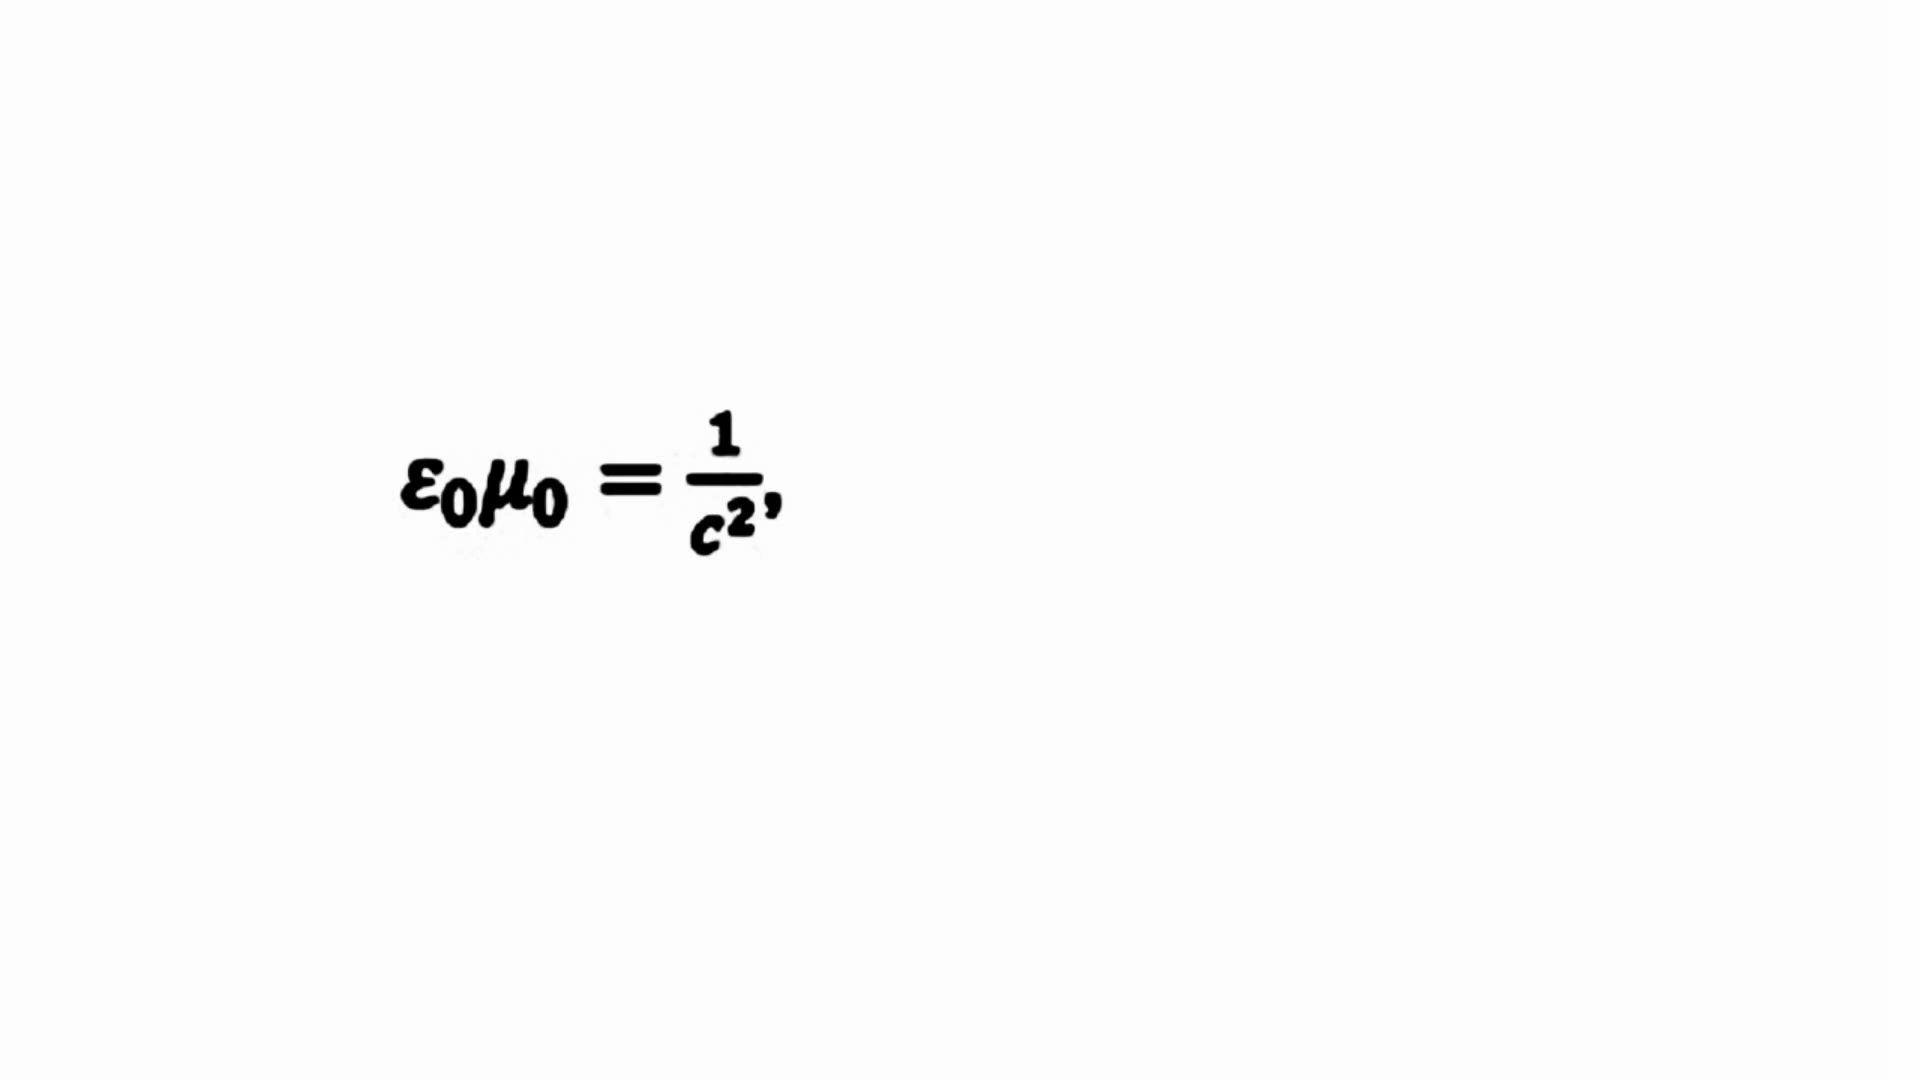 ε₀μ₀ = 1/c²,